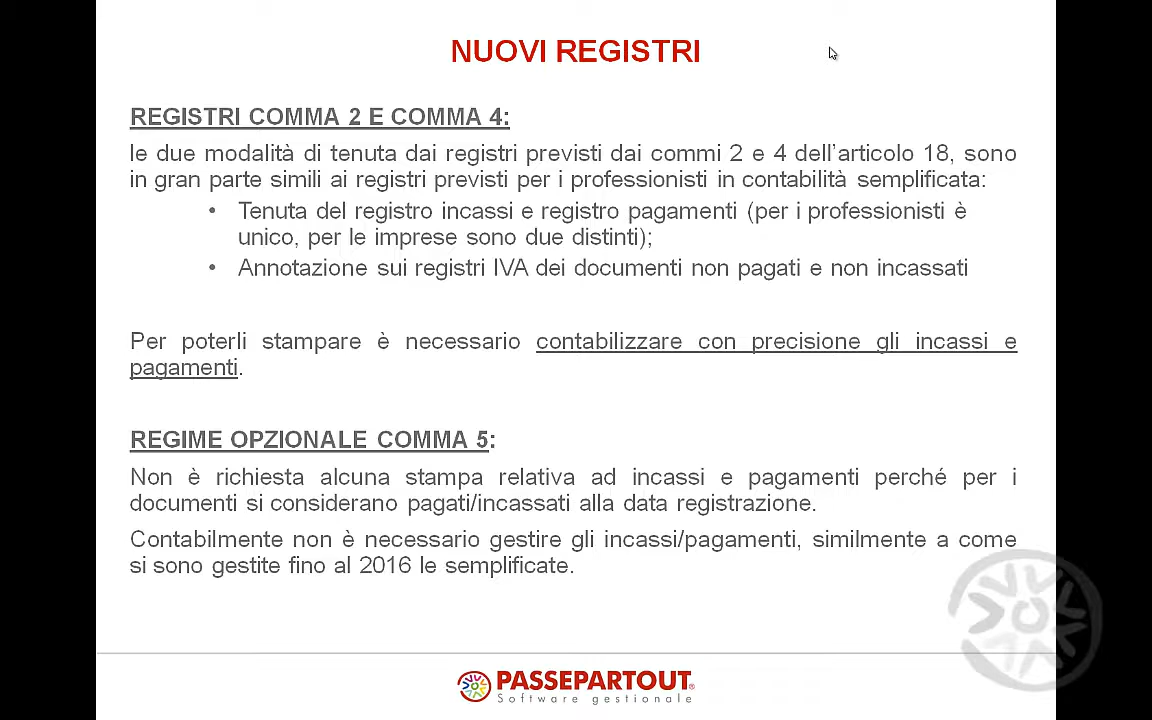 NUOVI REGISTRI
REGISTRI COMMA 2 E COMMA 4:
le due modalità di tenuta dai registri previsti dai commi 2 e 4 dell'articolo 18, sono
in gran parte simili ai registri previsti per i professionisti in contabilità semplificata:
• Tenuta del registro incassi e registro pagamenti (per i professionisti è
unico, per le imprese sono due distinti);
• Annotazione sui registri IVA dei documenti non pagati e non incassati
Per poterli stampare è necessario contabilizzare con precisione gli incassi e
pagamenti.
REGIME OPZIONALE COMMA 5:
Non è richiesta alcuna stampa relativa ad incassi e pagamenti perché per i
documenti si considerano pagati/incassati alla data registrazione.
Contabilmente non è necessario gestire gli incassi/pagamenti, similmente a come
si sono gestite fino al 2016 le semplificate.
PASSEPARTOUT®
Software gestionale